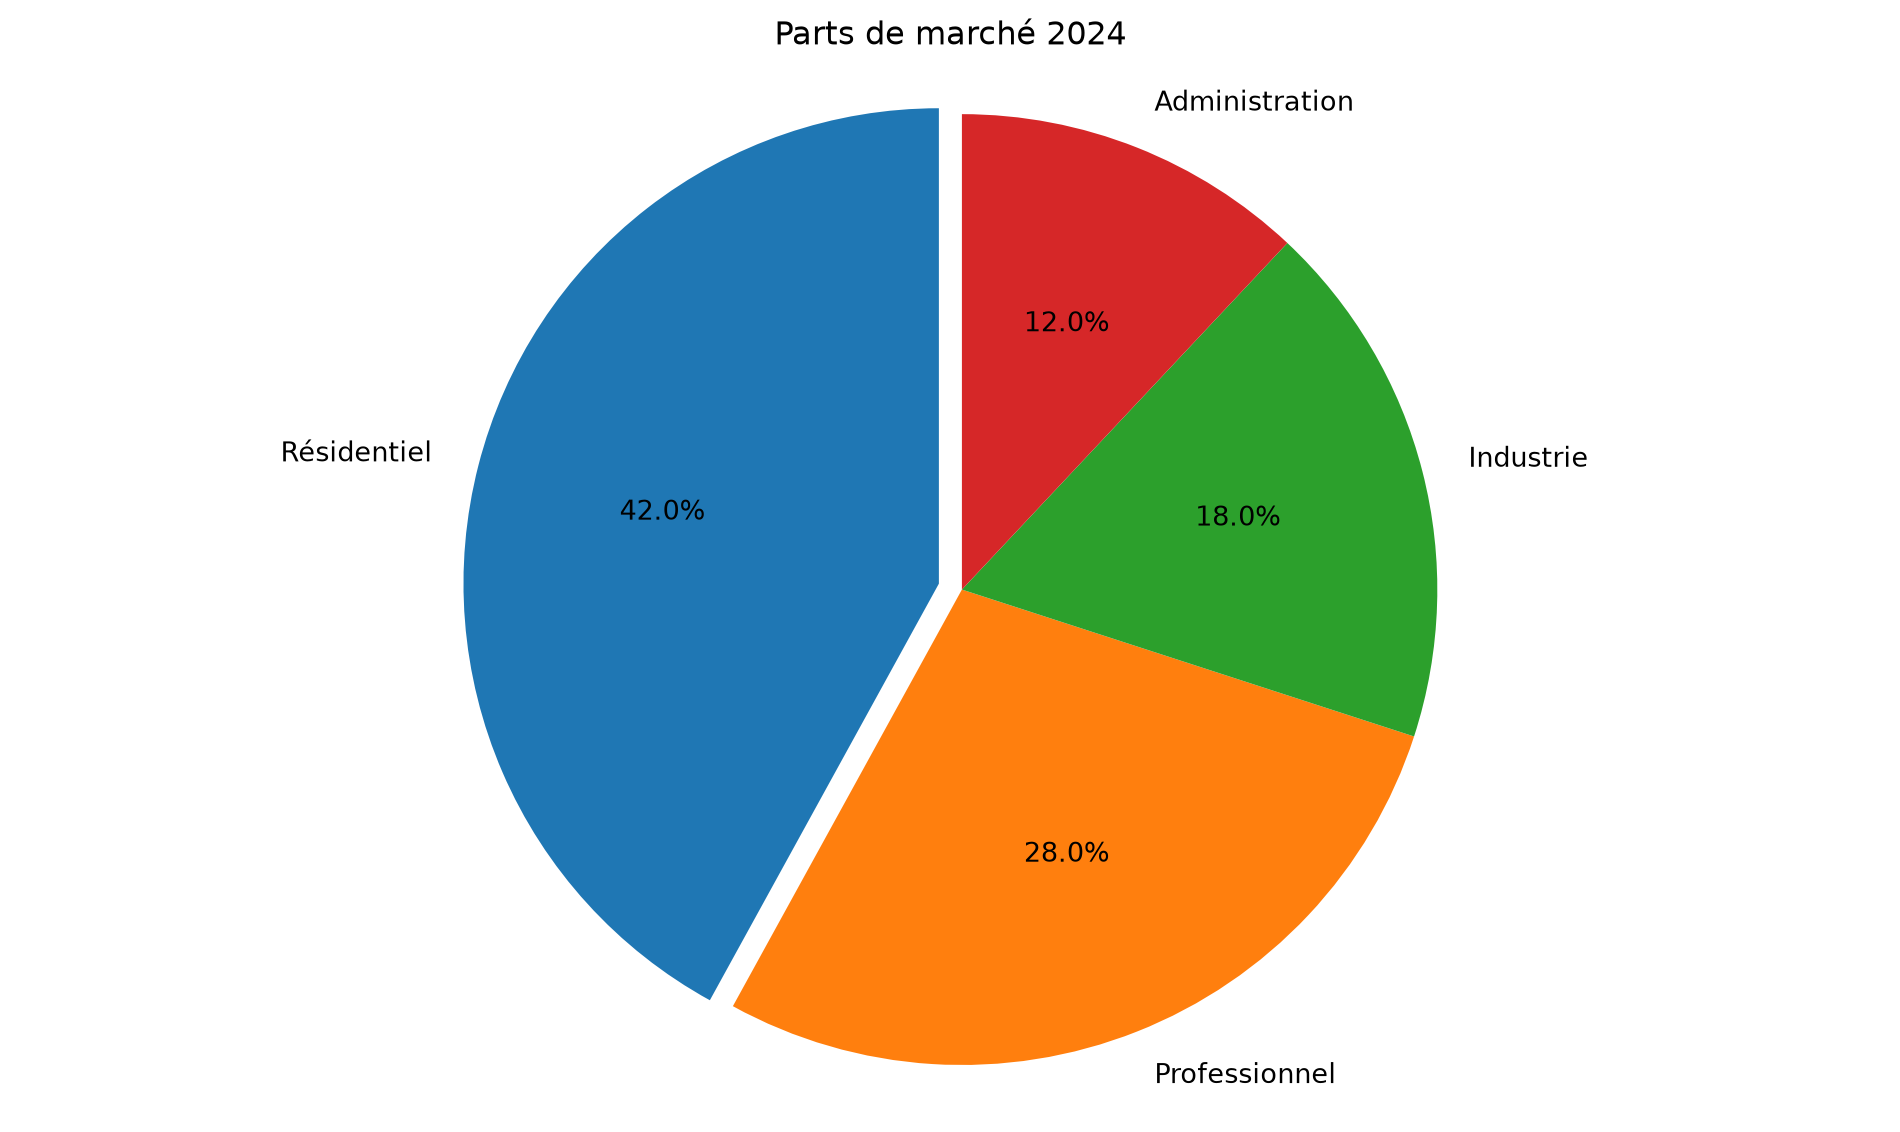 Parts de marché 2024
Administration
12.0%
Résidentiel
42.0%
Industrie
18.0%
28.0%
Professionnel